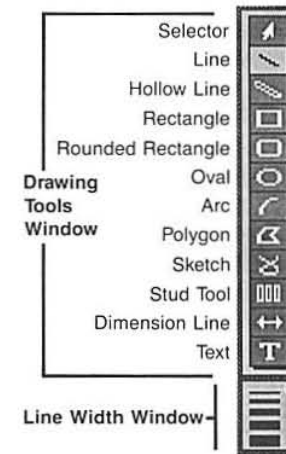 Selector
Line
Hollow Line
Rectangle
Rounded Rectangle
Oval
Arc
Polygon
Sketch
Stud Tool
Dimension Line
Text
Drawing
Tools
Window
T
Line Width Window